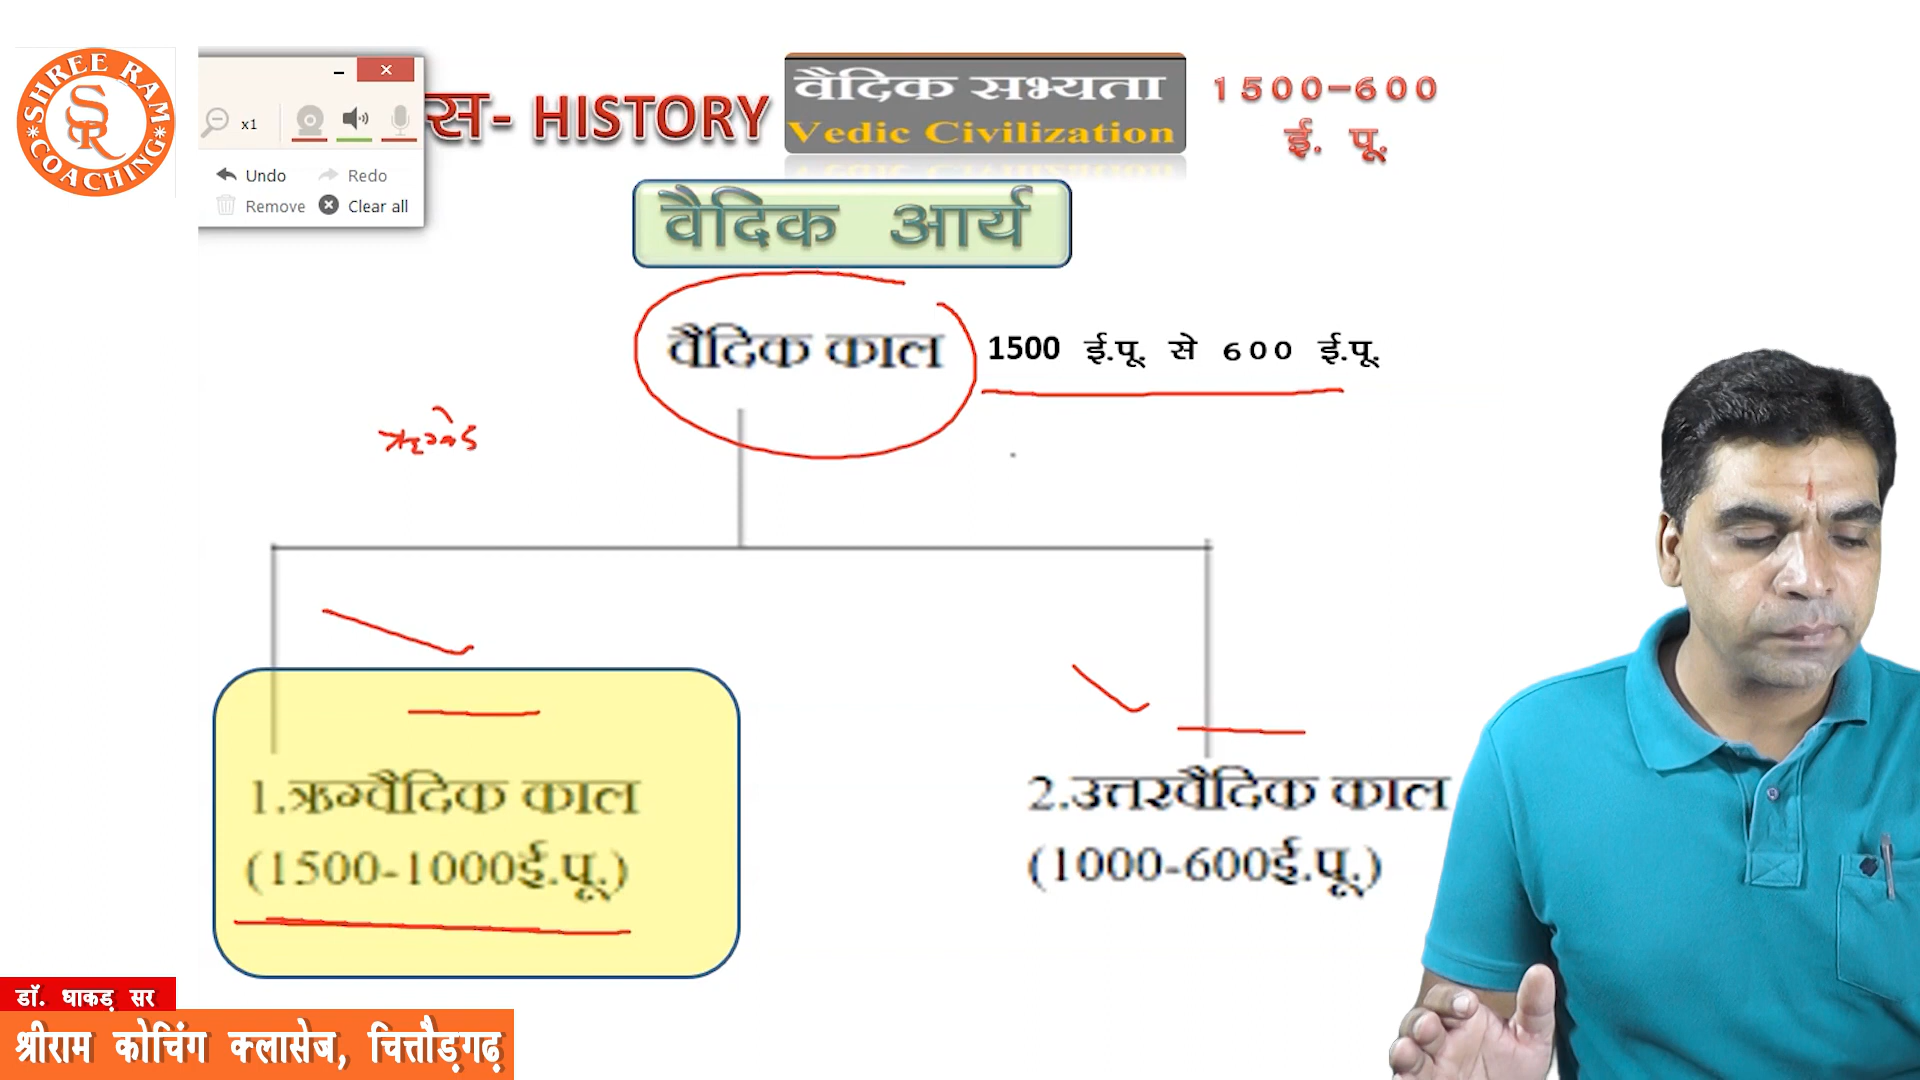 SHREE RAM
SR
COACHING
x1
Undo Redo
Remove Clear all
स- HISTORY
वैदिक सभ्यता
Vedic Civilization
1500-600
ई. पू.
वैदिक आर्य
वैदिक काल 1500 ई.पू. से 600 ई.पू.
1.ऋग्वैदिक काल
(1500-1000ई.पू.)
2.उत्तरवैदिक काल
(1000-600ई.पू.)
डॉ. धाकड़ सर
श्रीराम कोचिंग क्लासेज, चित्तौड़गढ़